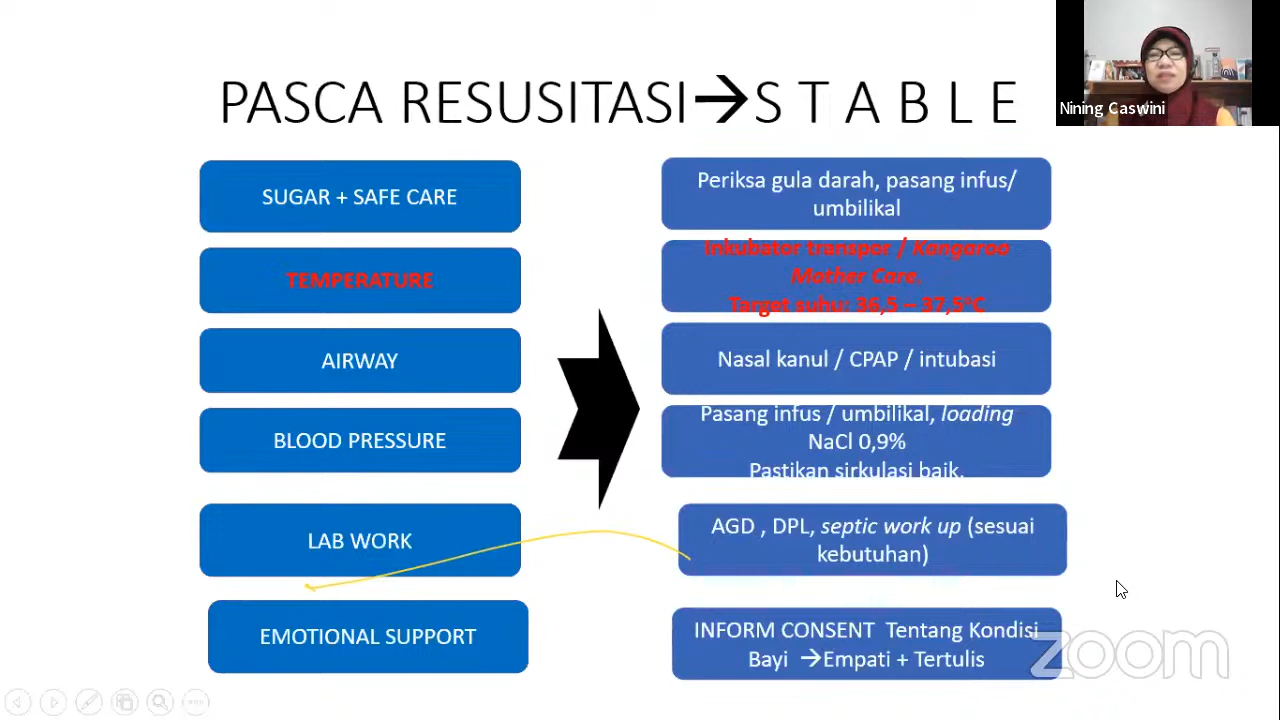 PASCA RESUSITASI→S T A B L E
Nining Caswini
SUGAR + SAFE CARE
Periksa gula darah, pasang infus/
umbilikal
TEMPERATURE
Inkubator transpor / Kangaroo
Mother Care.
Target suhu: 36,5 – 37,5°C
AIRWAY
Nasal kanul / CPAP / intubasi
BLOOD PRESSURE
Pasang infus / umbilikal, loading
NaCl 0,9%
Pastikan sirkulasi baik.
LAB WORK
AGD , DPL, septic work up (sesuai
kebutuhan)
EMOTIONAL SUPPORT
INFORM CONSENT Tentang Kondisi
Bayi →Empati + Tertulis
zoom